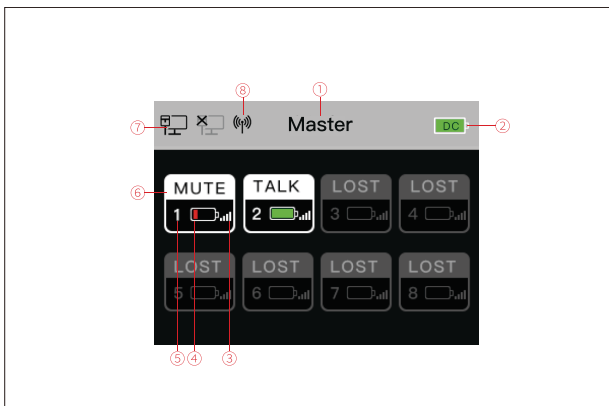 ⑧ ①
⑦ Master DC ②
⑥ MUTE TALK LOST LOST
1 2 3 4
LOST LOST LOST LOST
5 6 7 8
⑤ ④ ③